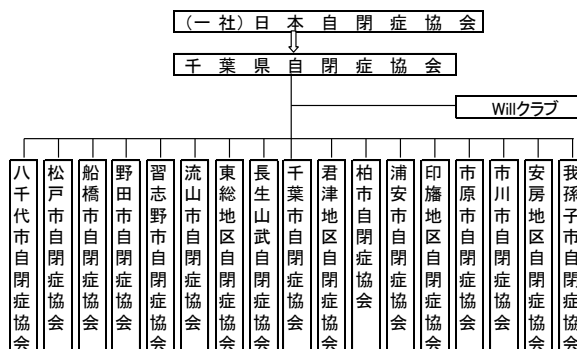 (一社)日本自閉症協会
千葉県自閉症協会
Willクラブ
八千代市自閉症協会
松戸市自閉症協会
船橋市自閉症協会
野田市自閉症協会
習志野市自閉症協会
流山市自閉症協会
東総地区自閉症協会
長生山武自閉症協会
千葉市自閉症協会
君津地区自閉症協会
柏市自閉症協会
浦安市自閉症協会
印旛地区自閉症協会
市原市自閉症協会
市川市自閉症協会
安房地区自閉症協会
我孫子市自閉症協会